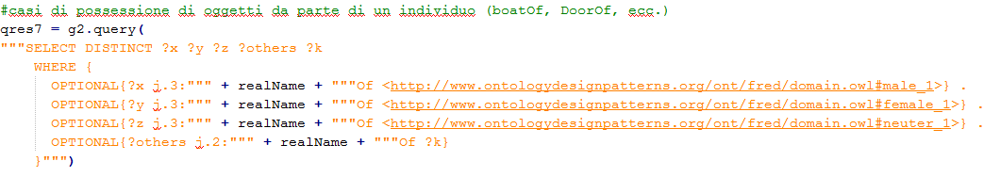 #casi di possessione di oggetti da parte di un individuo (boatOf, DoorOf, ecc.)
qres7 = g2.query(
"""SELECT DISTINCT ?x ?y ?z ?others ?k
WHERE {
OPTIONAL{?x j.3:""" + realName + """Of <http://www.ontologydesignpatterns.org/ont/fred/domain.owl#male_1>} .
OPTIONAL{?y j.3:""" + realName + """Of <http://www.ontologydesignpatterns.org/ont/fred/domain.owl#female_1>} .
OPTIONAL{?z j.3:""" + realName + """Of <http://www.ontologydesignpatterns.org/ont/fred/domain.owl#neuter_1>} .
OPTIONAL{?others j.2:""" + realName + """Of ?k}
}""")